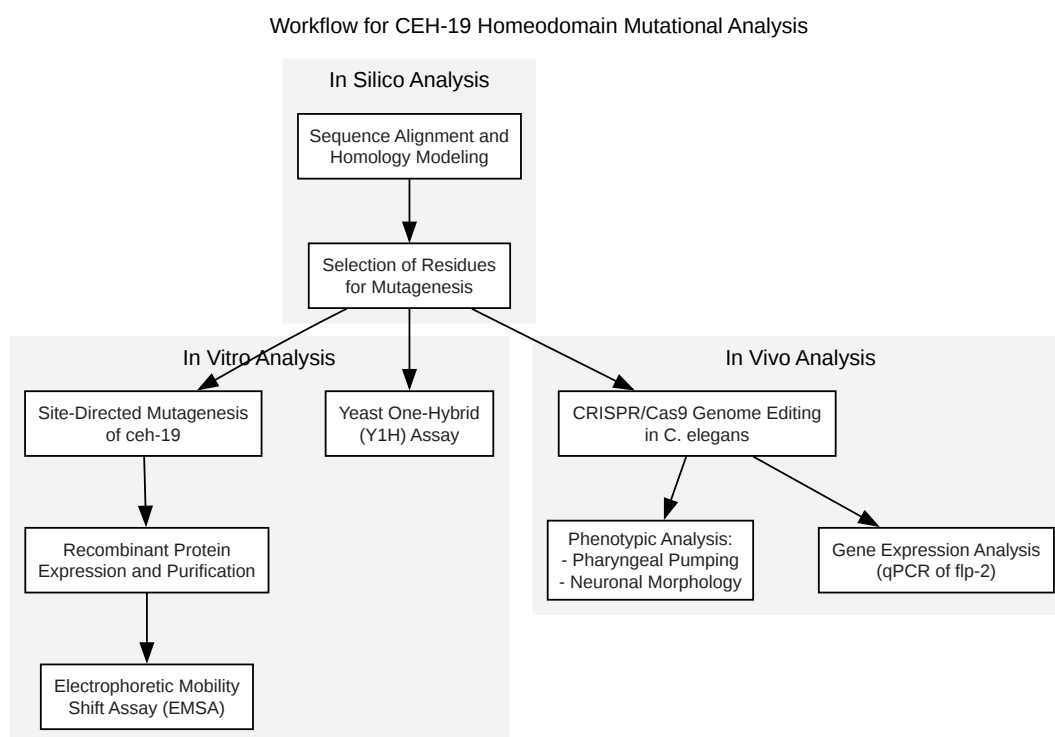 Workflow for CEH-19 Homeodomain Mutational Analysis
In Silico Analysis
Sequence Alignment and
Homology Modeling
Selection of Residues
for Mutagenesis
In Vitro Analysis
Site-Directed Mutagenesis
of ceh-19
Yeast One-Hybrid
(Y1H) Assay
Recombinant Protein
Expression and Purification
Electrophoretic Mobility
Shift Assay (EMSA)
In Vivo Analysis
CRISPR/Cas9 Genome Editing
in C. elegans
Phenotypic Analysis:
- Pharyngeal Pumping
- Neuronal Morphology
Gene Expression Analysis
(qPCR of flp-2)